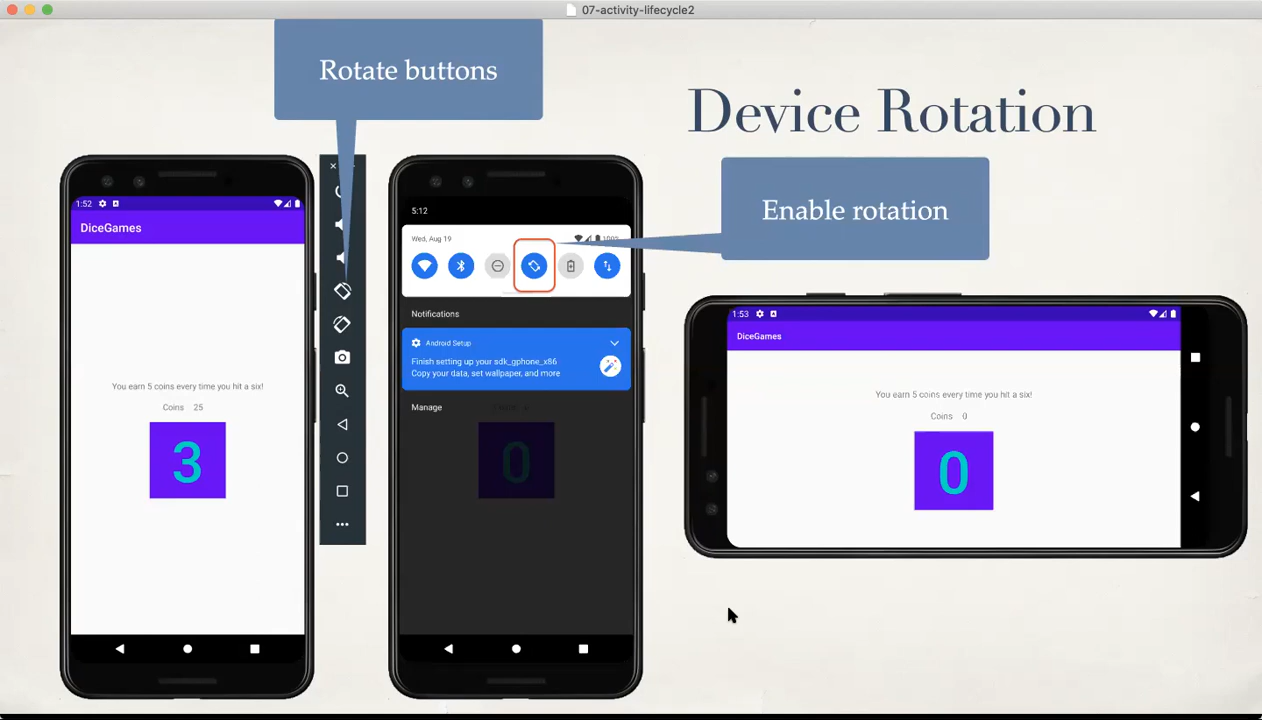 07-activity-lifecycle2
Rotate buttons
Device Rotation
Enable rotation
1:52
DiceGames
You earn 5 coins every time you hit a six!
Coins 25
3
5:12
Wed, Aug 19
100%
Notifications
Android Setup
Finish setting up your sdk_gphone_x86
Copy your data, set wallpaper, and more
Manage
0
1:53
DiceGames
You earn 5 coins every time you hit a six!
Coins 0
0